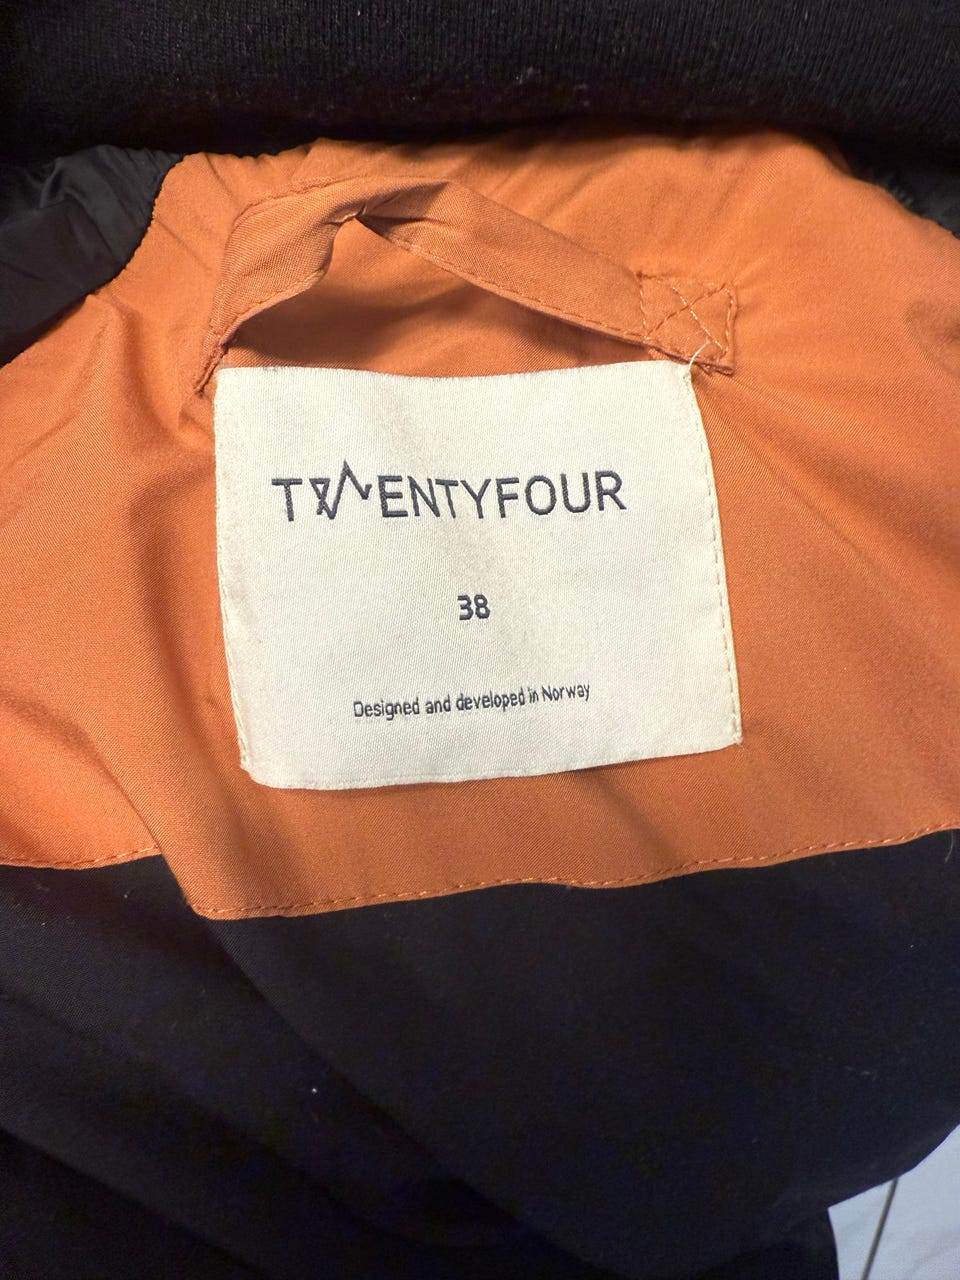 TWENTYFOUR
38
Designed and developed in Norway